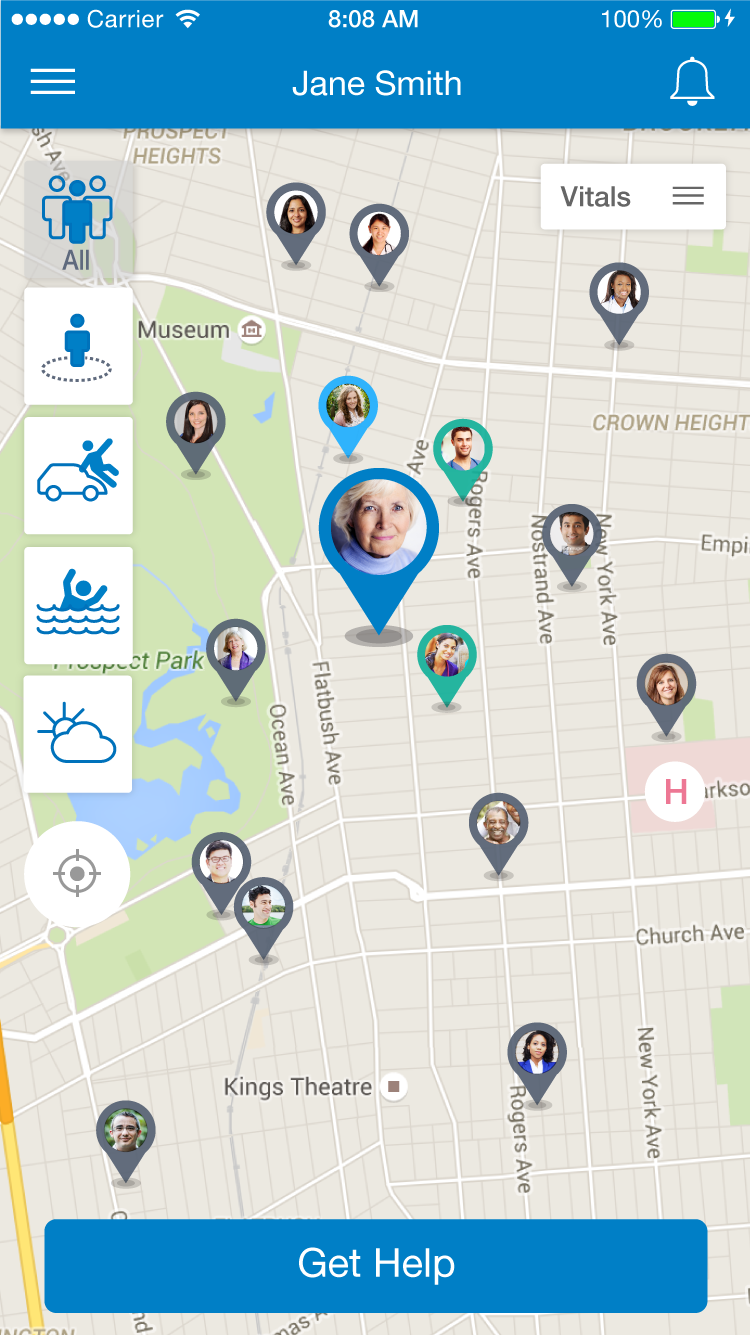 Carrier 8:08 AM 100%
Jane Smith
PROSPECT
HEIGHTS
Vitals
All
Museum
CROWN HEIGHT
Ave
Rogers Ave
Nostrand Ave
New York Ave
Empi
Prospect Park
Flatbush Ave
Ocean Ave
H
arkso
Church Ave
New York Ave
Kings Theatre
Rogers Ave
Get Help
mas A